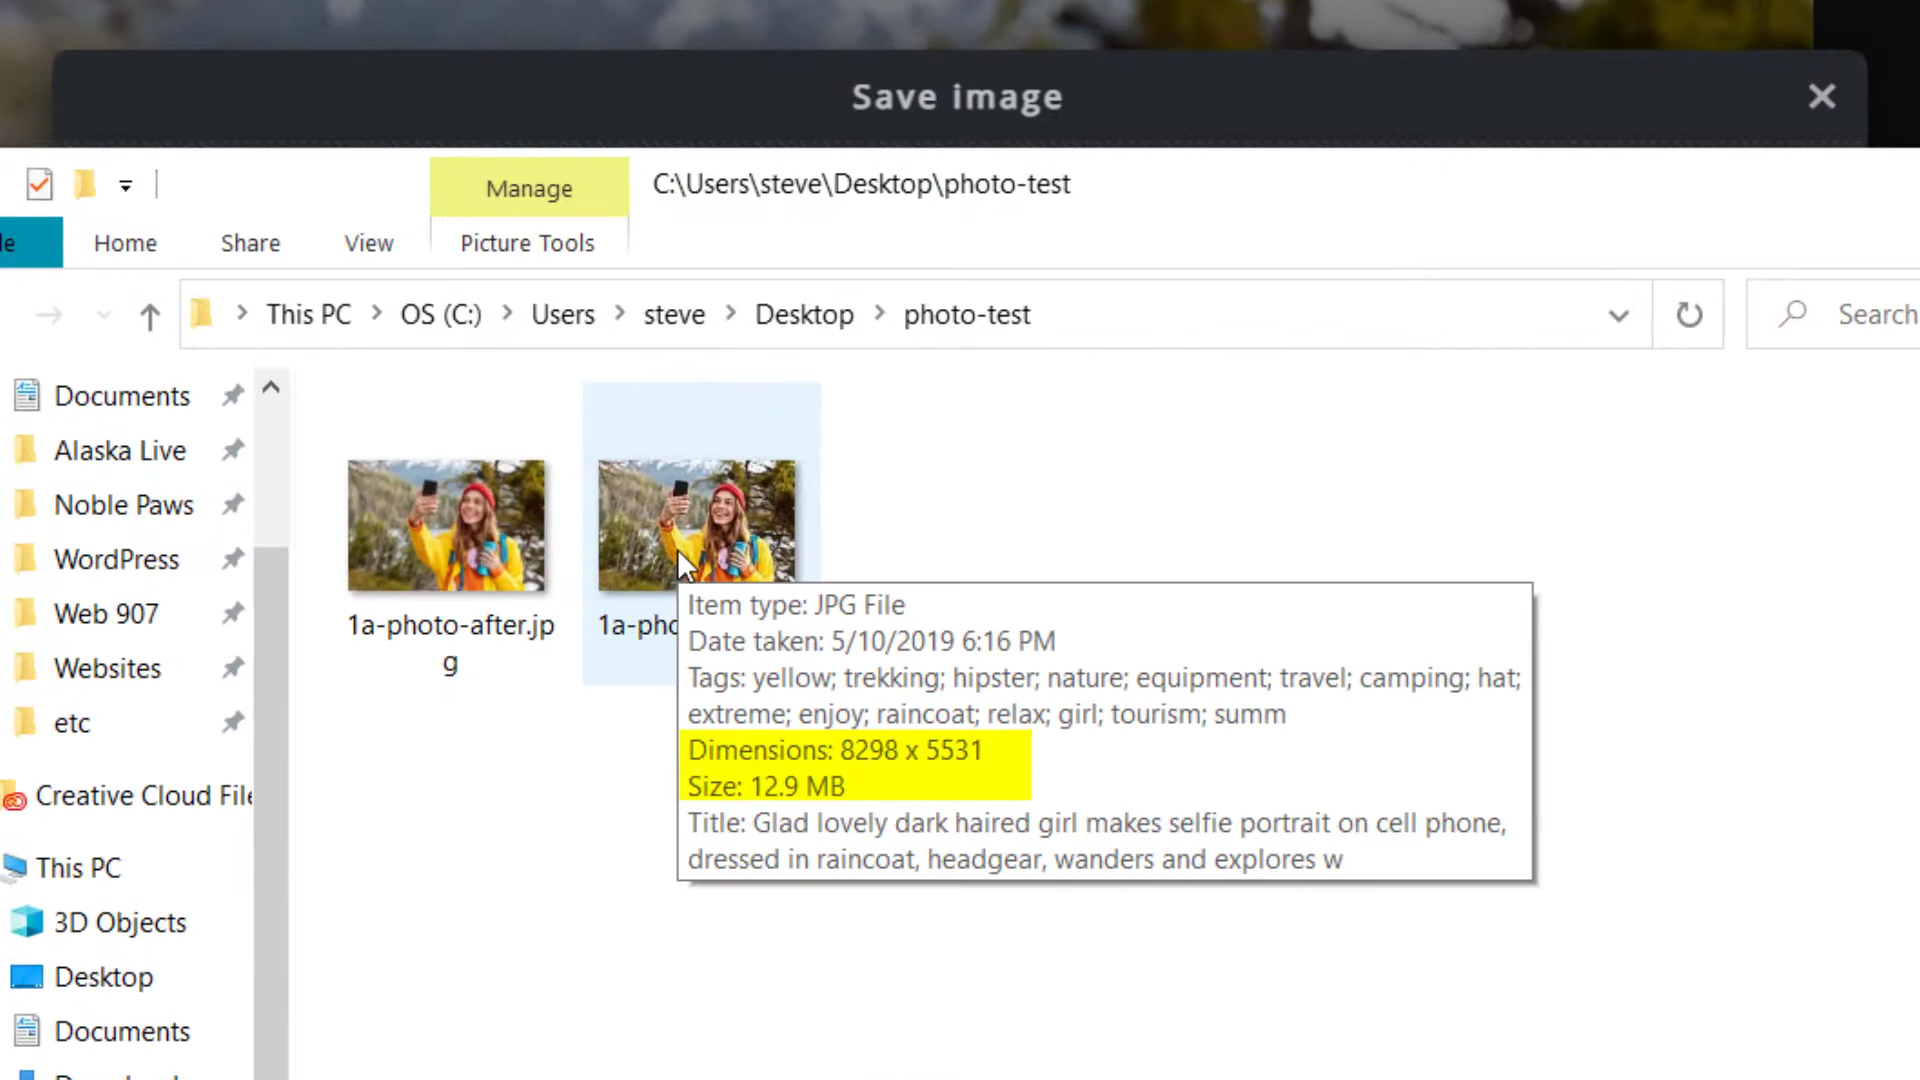 Save image
Manage
C:\Users\steve\Desktop\photo-test
Home
Share
View
Picture Tools
This PC
OS (C:)
Users
steve
Desktop
photo-test
Search
Documents
Alaska Live
Noble Paws
WordPress
Web 907
Websites
etc
Creative Cloud File
This PC
3D Objects
Desktop
Documents
1a-photo-after.jp
g
Item type: JPG File
Date taken: 5/10/2019 6:16 PM
Tags: yellow; trekking; hipster; nature; equipment; travel; camping; hat;
extreme; enjoy; raincoat; relax; girl; tourism; summ
Dimensions: 8298 x 5531
Size: 12.9 MB
Title: Glad lovely dark haired girl makes selfie portrait on cell phone,
dressed in raincoat, headgear, wanders and explores w